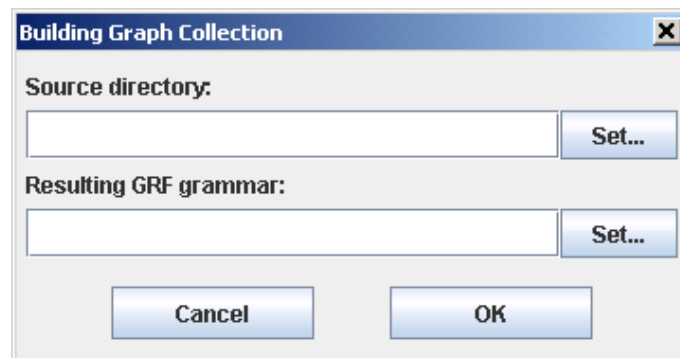 Building Graph Collection
Source directory:
Set...
Resulting GRF grammar:
Set...
Cancel OK